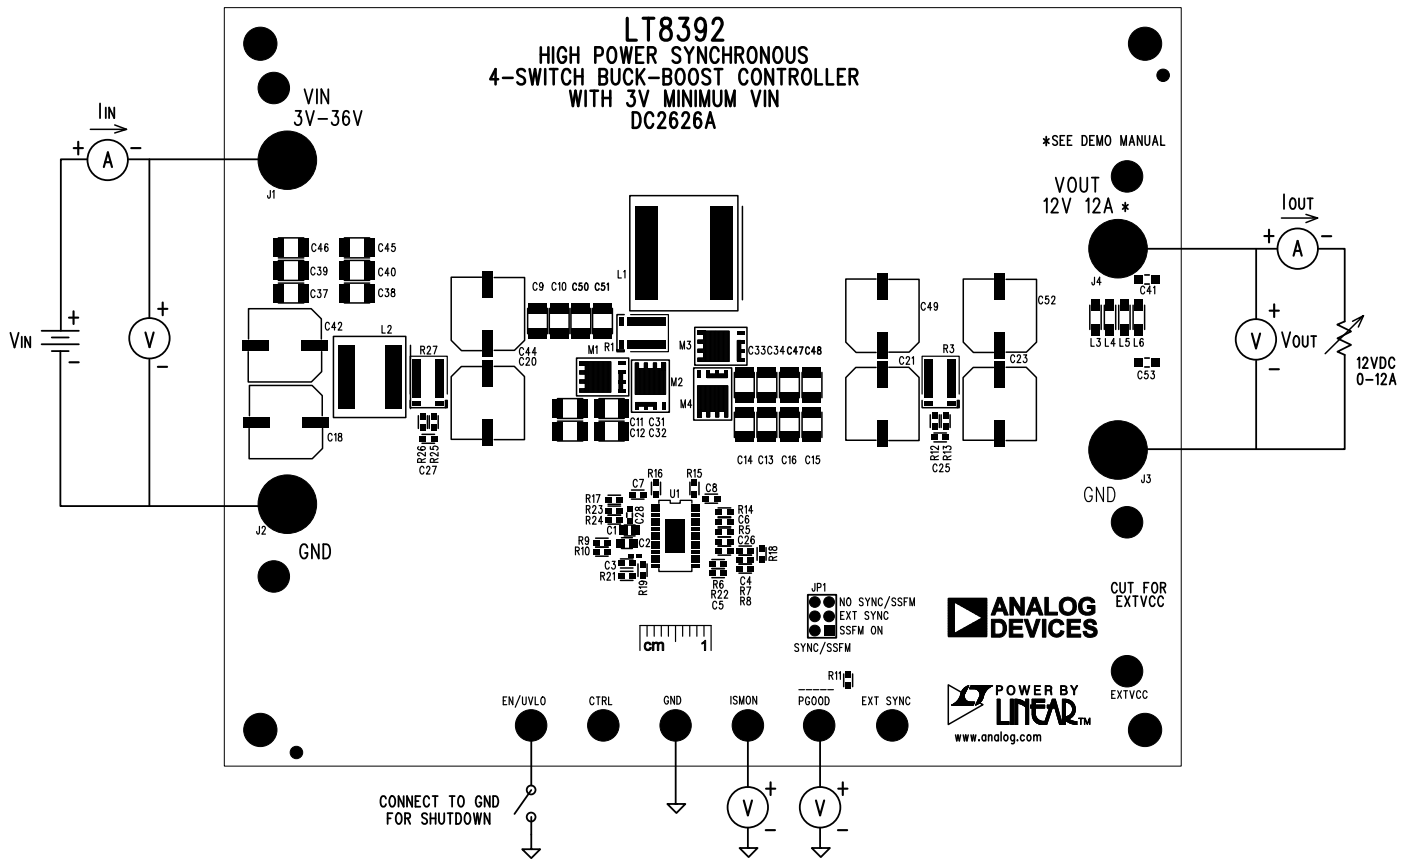 LT8392
HIGH POWER SYNCHRONOUS
4-SWITCH BUCK-BOOST CONTROLLER
WITH 3V MINIMUM VIN
DC2626A
VIN
3V-36V
J1
IIN
+ A -
VIN
+
-
+
V
-
J2
GND
*SEE DEMO MANUAL
VOUT
12V 12A *
J4
IOUT
+ A -
+
V VOUT
-
12VDC
0-12A
J3
GND
C46 C45
C39 C40
C37 C38
C42
C18
L2
R27
R26 R25
C27
C44
C20
C9 C10 C50 C51
L1
R1
M1
M2
M3
M4
C11 C31
C12 C32
C33 C34 C47 C48
C14 C13 C16 C15
C49
C21
R3
C52
C23
R12 R13
C25
C41
L3 L4 L5 L6
C53
R16 R15
C7 U1 C8
R17
R23
R24
C28
C1
R9
R10
C2
C3
R21
R19
R14
C6
R5
C26
R18
R6
R22
C5
C4
R7
R8
cm 1
JP1
NO SYNC/SSFM
EXT SYNC
SSFM ON
SYNC/SSFM
R11
ANALOG
DEVICES
CUT FOR
EXTVCC
EXTVCC
POWER BY
LINEAR™
www.analog.com
EN/UVLO CTRL GND ISMON PGOOD EXT SYNC
CONNECT TO GND
FOR SHUTDOWN
+
V
-
+
V
-